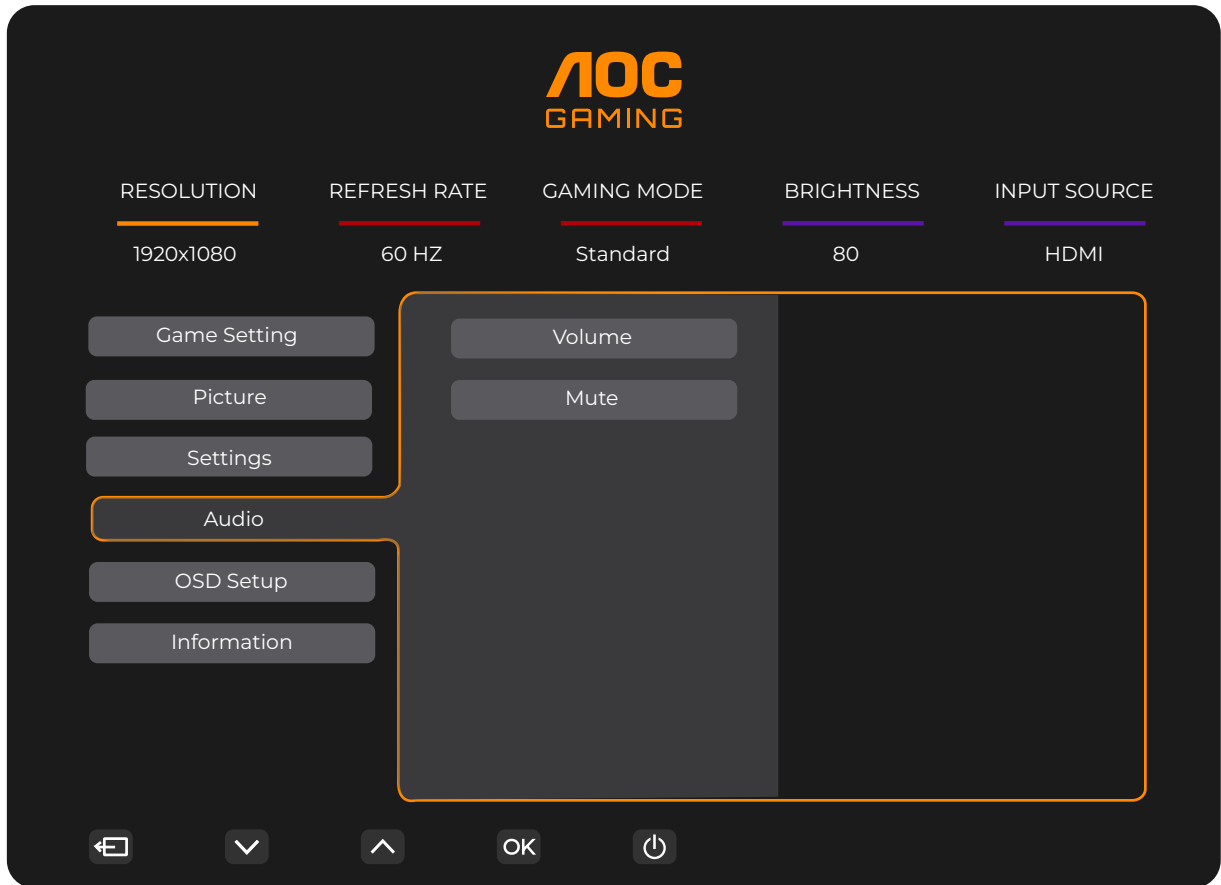 AOC
GAMING
RESOLUTION REFRESH RATE GAMING MODE BRIGHTNESS INPUT SOURCE
1920x1080 60 HZ Standard 80 HDMI
Game Setting
Picture
Settings
Audio
OSD Setup
Information
Volume
Mute
OK